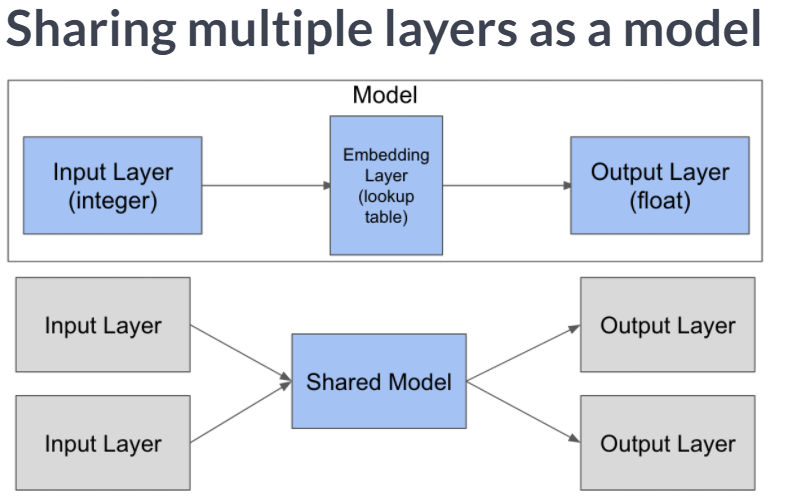 Sharing multiple layers as a model
Model
Input Layer
(integer)
Embedding
Layer
(lookup
table)
Output Layer
(float)
Input Layer
Output Layer
Shared Model
Input Layer
Output Layer